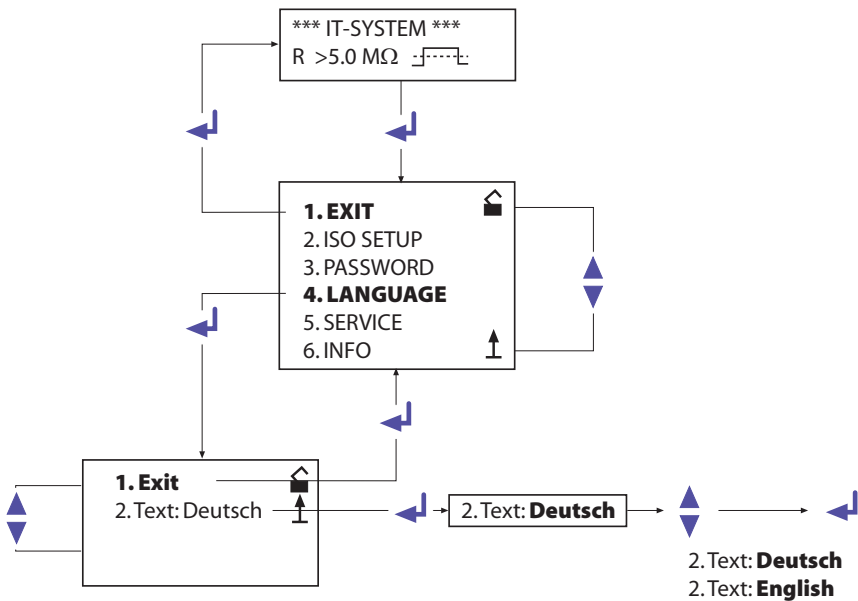 *** IT-SYSTEM ***
R >5.0 MΩ
1. EXIT
2. ISO SETUP
3. PASSWORD
4. LANGUAGE
5. SERVICE
6. INFO
1. Exit
2. Text: Deutsch
2. Text: Deutsch
2. Text: Deutsch
2. Text: English